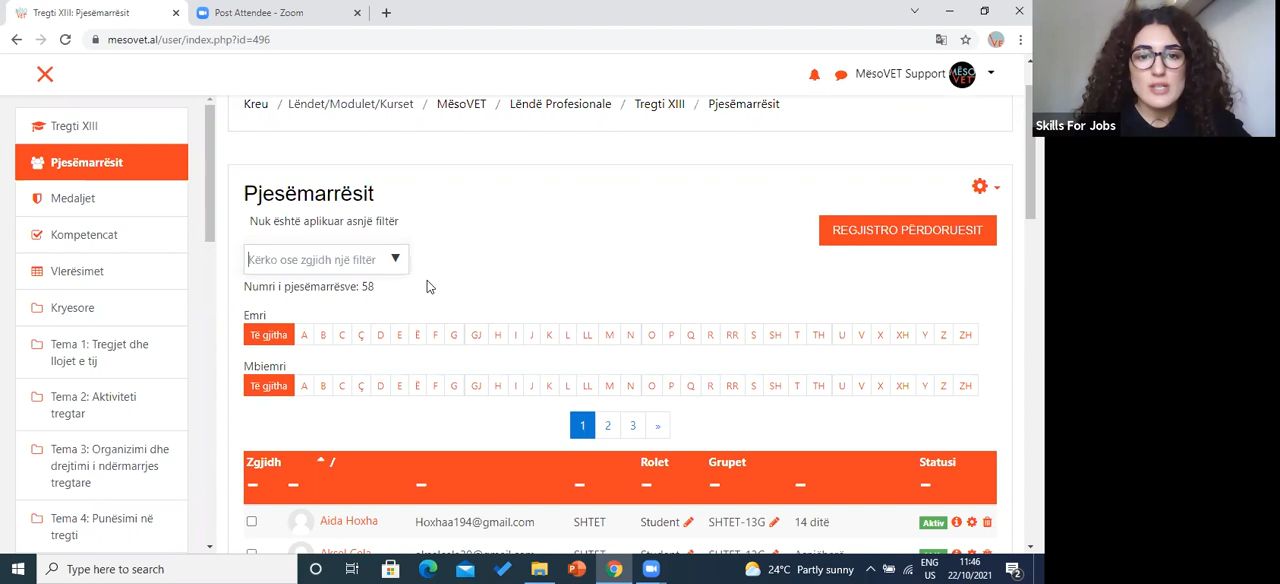 Tregti XIII: Pjesëmarrësit
Post Attendee - Zoom
mesovet.al/user/index.php?id=496
MësoVET Support
MËSO VET
Skills For Jobs
Kreu / Lëndët/Modulet/Kurset / MësoVET / Lëndë Profesionale / Tregti XIII / Pjesëmarrësit
Tregti XIII
Pjesëmarrësit
Medaljet
Kompetencat
Vlerësimet
Kryesore
Tema 1: Tregjet dhe
llojet e tij
Tema 2: Aktiviteti
tregtar
Tema 3: Organizimi dhe
drejtimi i ndërmarrjes
tregtare
Tema 4: Punësimi në
tregti
Pjesëmarrësit
Nuk është aplikuar asnjë filtër
REGJISTRO PËRDORUESIT
Kërko ose zgjidh një filtër ▼
Numri i pjesëmarrësve: 58
Emri
Të gjitha A B C Ç D E Ë F G GJ H I J K L LL M N O P Q R RR S SH T TH U V X XH Y Z ZH
Mbiemri
Të gjitha A B C Ç D E Ë F G GJ H I J K L LL M N O P Q R RR S SH T TH U V X XH Y Z ZH
1 2 3 »
Zgjidh / Rolet Grupet Statusi
Aida Hoxha Hoxhaa194@gmail.com SHTET Student SHTET-13G 14 ditë Aktiv
Type here to search
24°C Partly sunny
ENG
US
11:46
22/10/2021
2